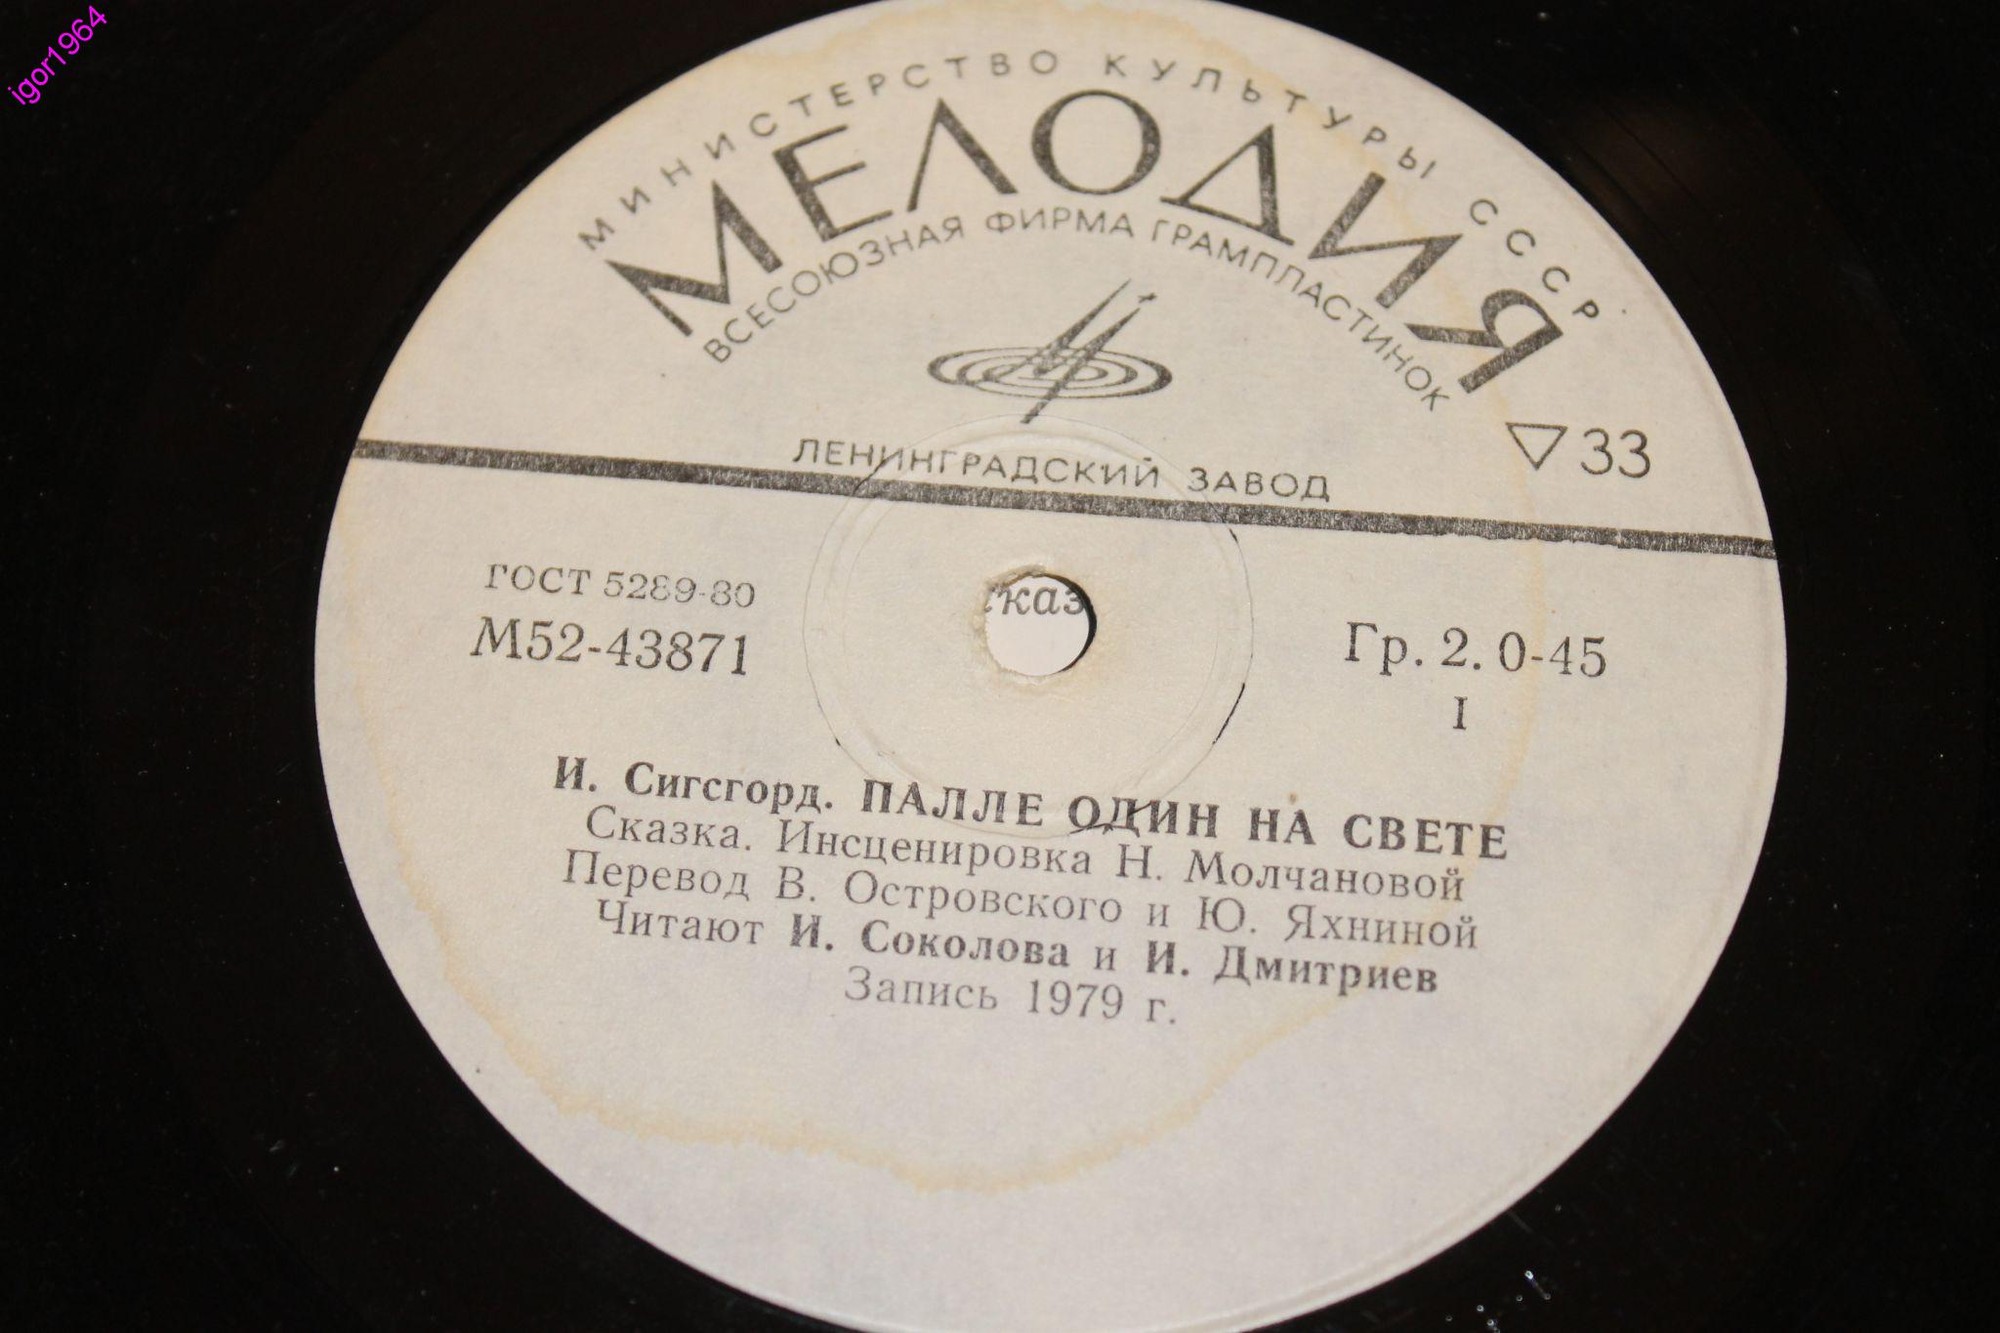 igor1964
МИНИСТЕРСТВО КУЛЬТУРЫ СССР
МЕЛОДИЯ
ВСЕСОЮЗНАЯ ФИРМА ГРАМПЛАСТИНОК
33
ЛЕНИНГРАДСКИЙ ЗАВОД
ГОСТ 5289-80
М52-43871
каз
Гр. 2. 0-45
I
И. Сигсгорд. ПАЛЛЕ ОДИН НА СВЕТЕ
Сказка. Инсценировка Н. Молчановой
Перевод В. Островского и Ю. Яхниной
Читают И. Соколова и И. Дмитриев
Запись 1979 г.